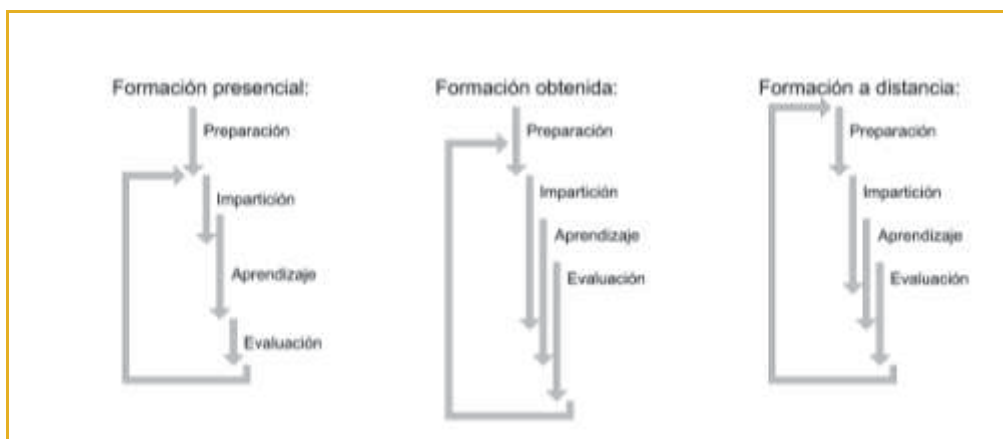 Formación presencial:
Preparación
Impartición
Aprendizaje
Evaluación
Formación obtenida:
Preparación
Impartición
Aprendizaje
Evaluación
Formación a distancia:
Preparación
Impartición
Aprendizaje
Evaluación